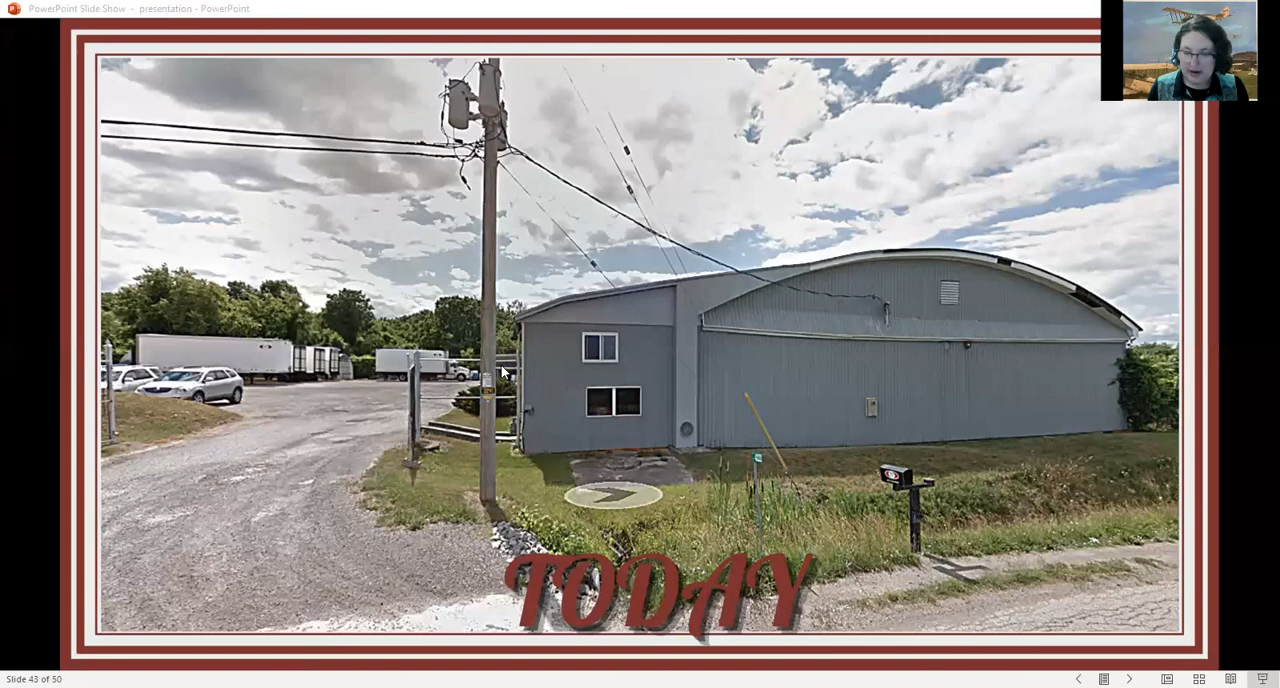 PowerPoint Slide Show - presentation - PowerPoint
TODAY
Slide 43 of 50